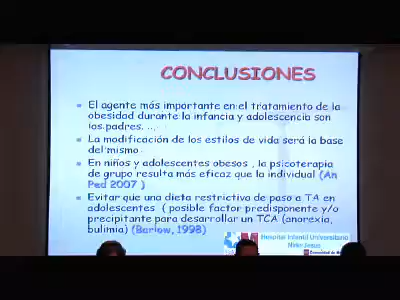 CONCLUSIONES
El agente más importante en el tratamiento de la
obesidad durante la infancia y adolescencia son
los padres. ...
La modificación de los estilos de vida será la base
del mismo
En niños y adolescentes obesos , la psicoterapia
de grupo resulta más eficaz que la individual (An
Ped 2007 )
Evitar que una dieta restrictiva de paso a TA en
adolescentes ( posible factor predisponente y/o
precipitante para desarrollar un TCA (anorexia,
bulimia) (Barlow, 1998)
Hospital Infantil Universitario
Niño Jesus
Comunidad de